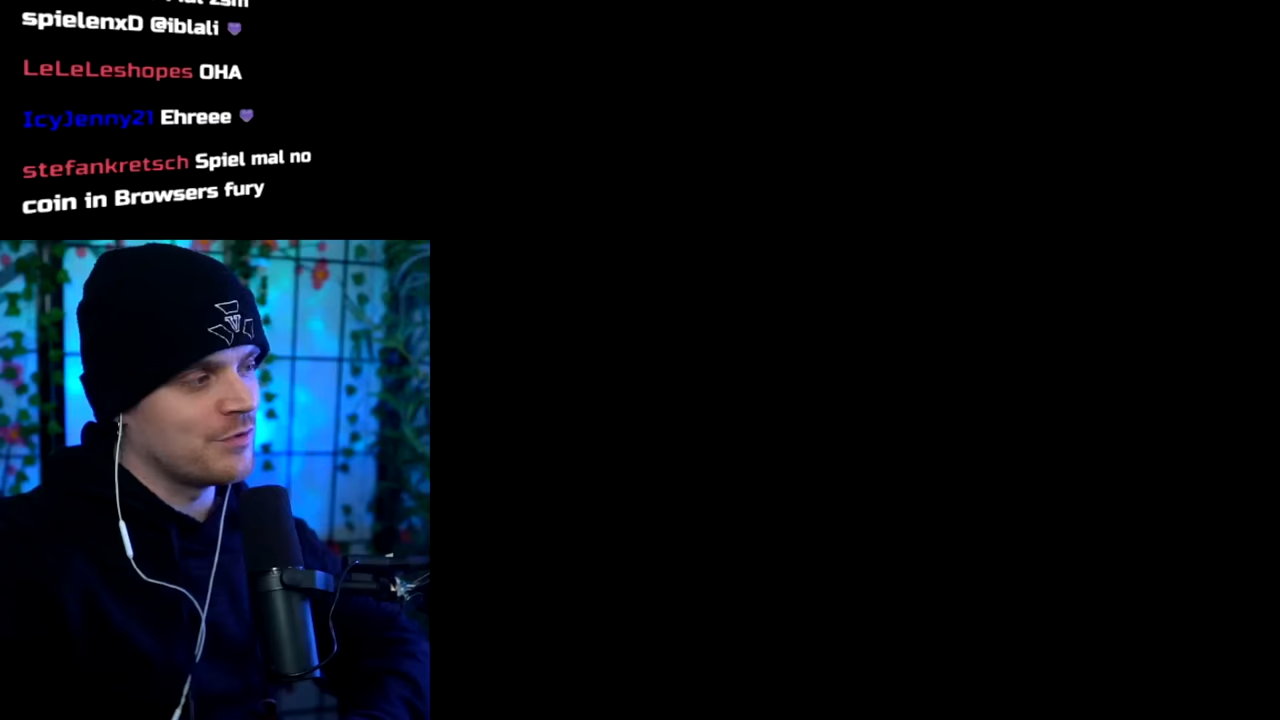 spielenxD @iblali
LeLeLeshopes OHA
IcyJenny21 Ehreee
stefankretsch Spiel mal no
coin in Browsers fury